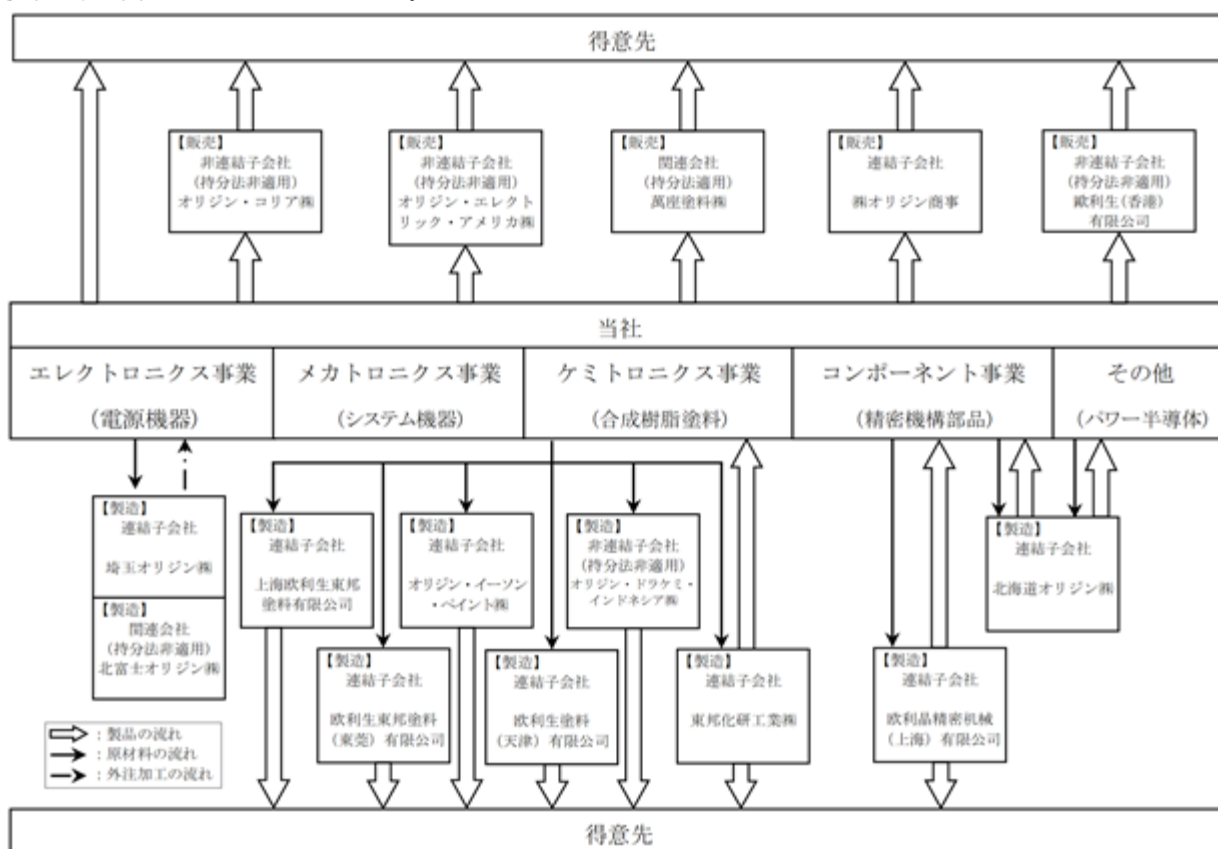 得意先
【販売】
非連結子会社
(持分法非適用)
オリジン・コリア㈱
【販売】
非連結子会社
(持分法非適用)
オリジン・エレクト
リック・アメリカ㈱
【販売】
関連会社
(持分法適用)
萬座塗料㈱
【販売】
連結子会社
㈱オリジン商事
【販売】
非連結子会社
(持分法非適用)
歐利生(香港)
有限公司
当社
エレクトロニクス事業
(電源機器)
メカトロニクス事業
(システム機器)
ケミトロニクス事業
(合成樹脂塗料)
コンポーネント事業
(精密機構部品)
その他
(パワー半導体)
【製造】
連結子会社
埼玉オリジン㈱
【製造】
関連会社
(持分法非適用)
北富士オリジン㈱
【製造】
連結子会社
上海欧利生東邦
塗料有限公司
【製造】
連結子会社
オリジン・イーソン
・ペイント㈱
【製造】
非連結子会社
(持分法非適用)
オリジン・ドラケミ・
インドネシア㈱
【製造】
連結子会社
北海道オリジン㈱
【製造】
連結子会社
欧利生東邦塗料
(東莞)有限公司
【製造】
連結子会社
欧利生塗料
(天津)有限公司
【製造】
連結子会社
東邦化研工業㈱
【製造】
連結子会社
欧利晶精密机械
(上海)有限公司
:製品の流れ
:原材料の流れ
:外注加工の流れ
得意先